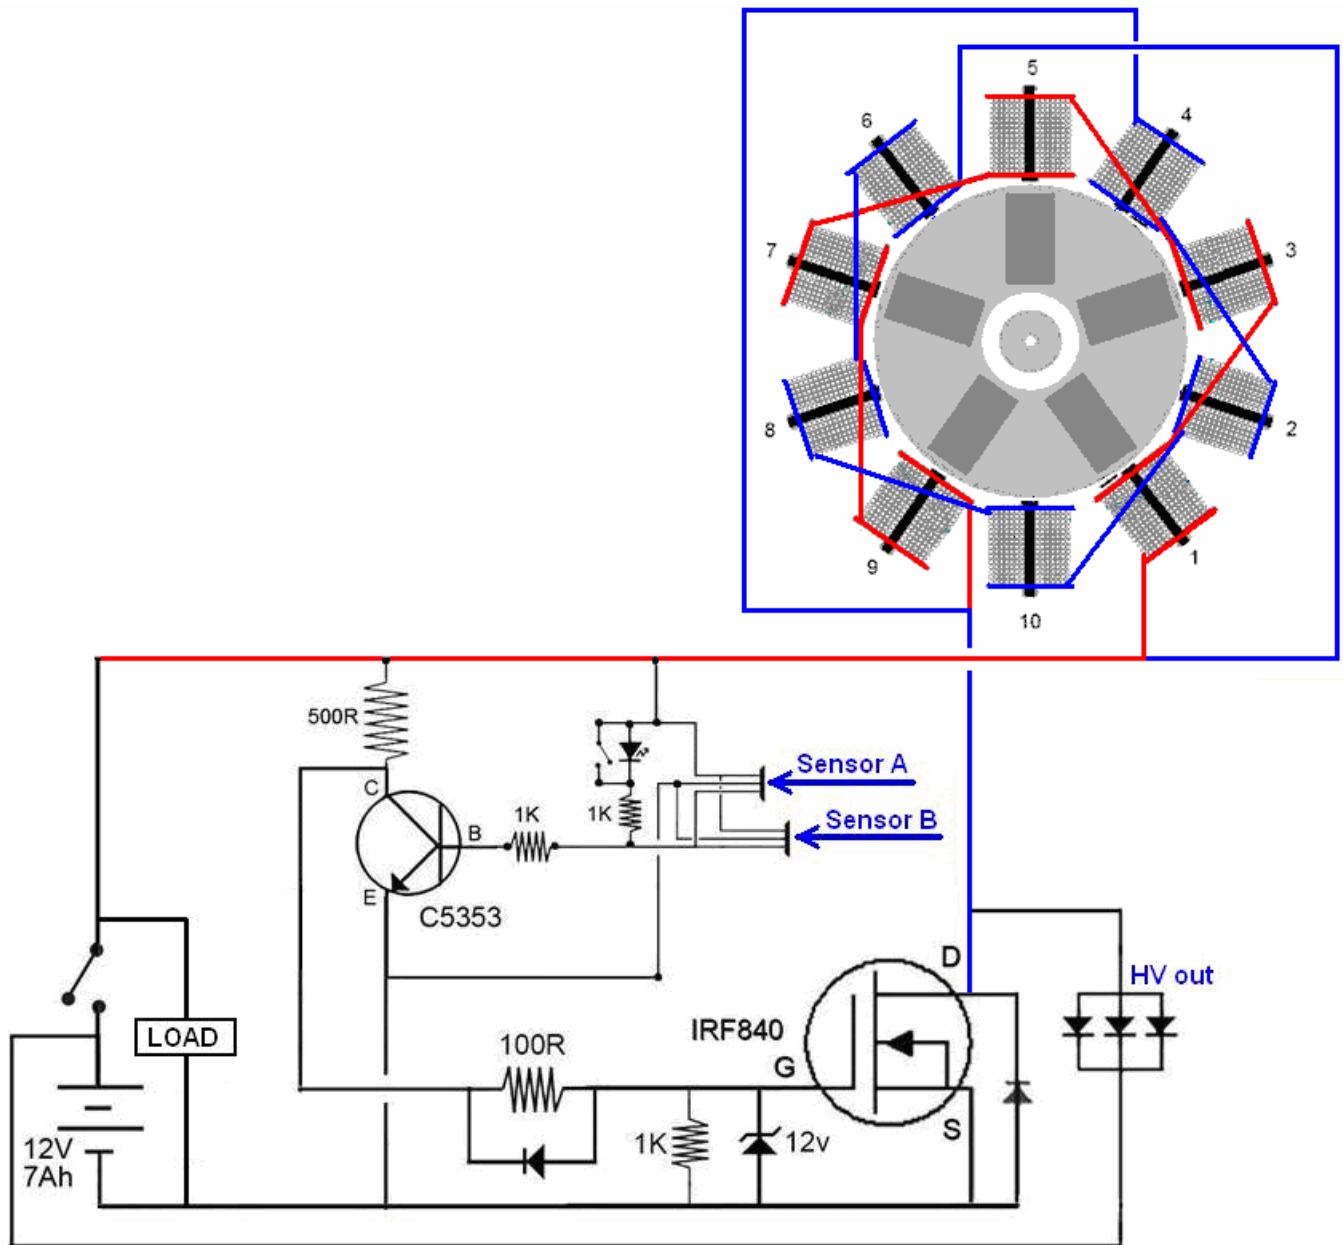 5
6
4
7
3
8
2
9
1
10
500R
Sensor A
C
1K
1K
B
Sensor B
E
C5353
D
HV out
IRF840
LOAD
100R
G
12V
7Ah
1K
12v
S